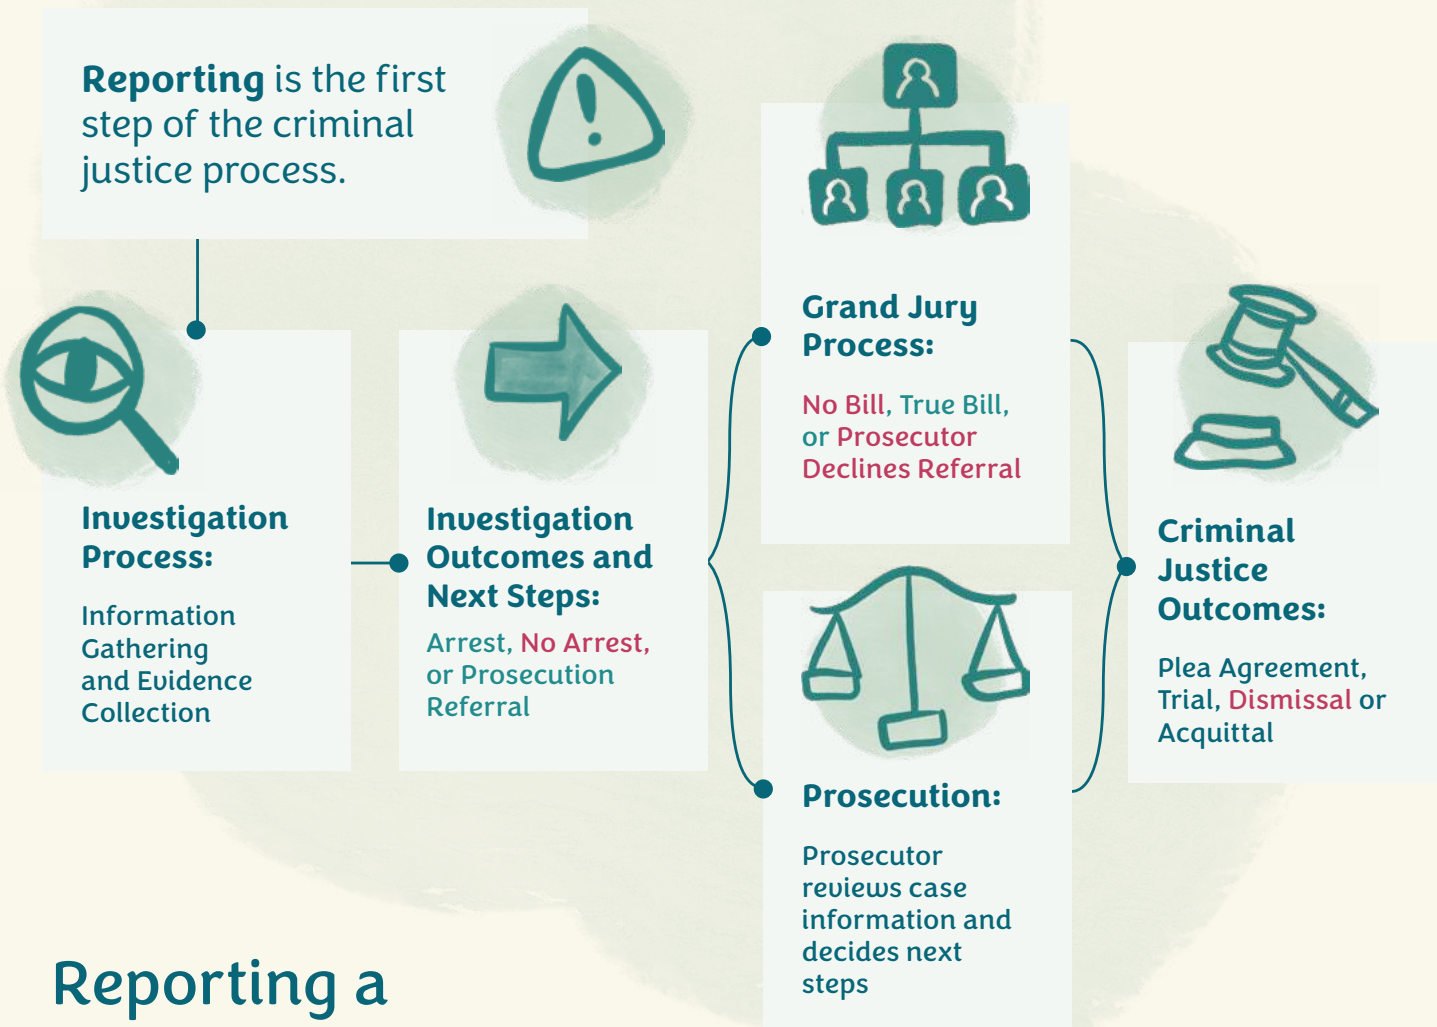 Reporting is the first
step of the criminal
justice process.
Investigation
Process:
Information
Gathering
and Evidence
Collection
Investigation
Outcomes and
Next Steps:
Arrest, No Arrest,
or Prosecution
Referral
Grand Jury
Process:
No Bill, True Bill,
or Prosecutor
Declines Referral
Prosecution:
Prosecutor
reviews case
information and
decides next
steps
Criminal
Justice
Outcomes:
Plea Agreement,
Trial, Dismissal or
Acquittal
Reporting a